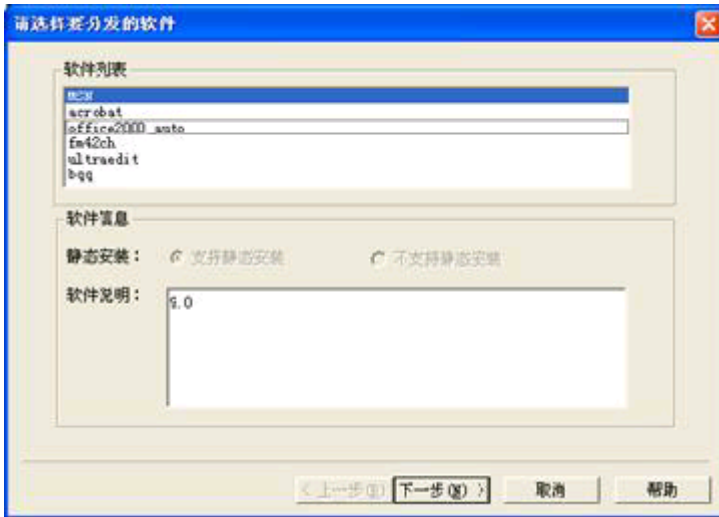 请选择要分发的软件
软件列表
msn
acrobat
office2000_auto
fm42ch
ultraedit
bqq
软件信息
静态安装： 支持静态安装 不支持静态安装
软件说明： 9.0
<上一步(B) 下一步(N) > 取消 帮助